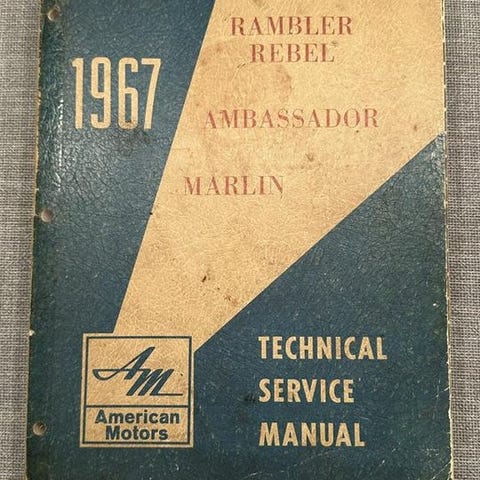 1967
RAMBLER
REBEL
AMBASSADOR
MARLIN
AM
American
Motors
TECHNICAL
SERVICE
MANUAL